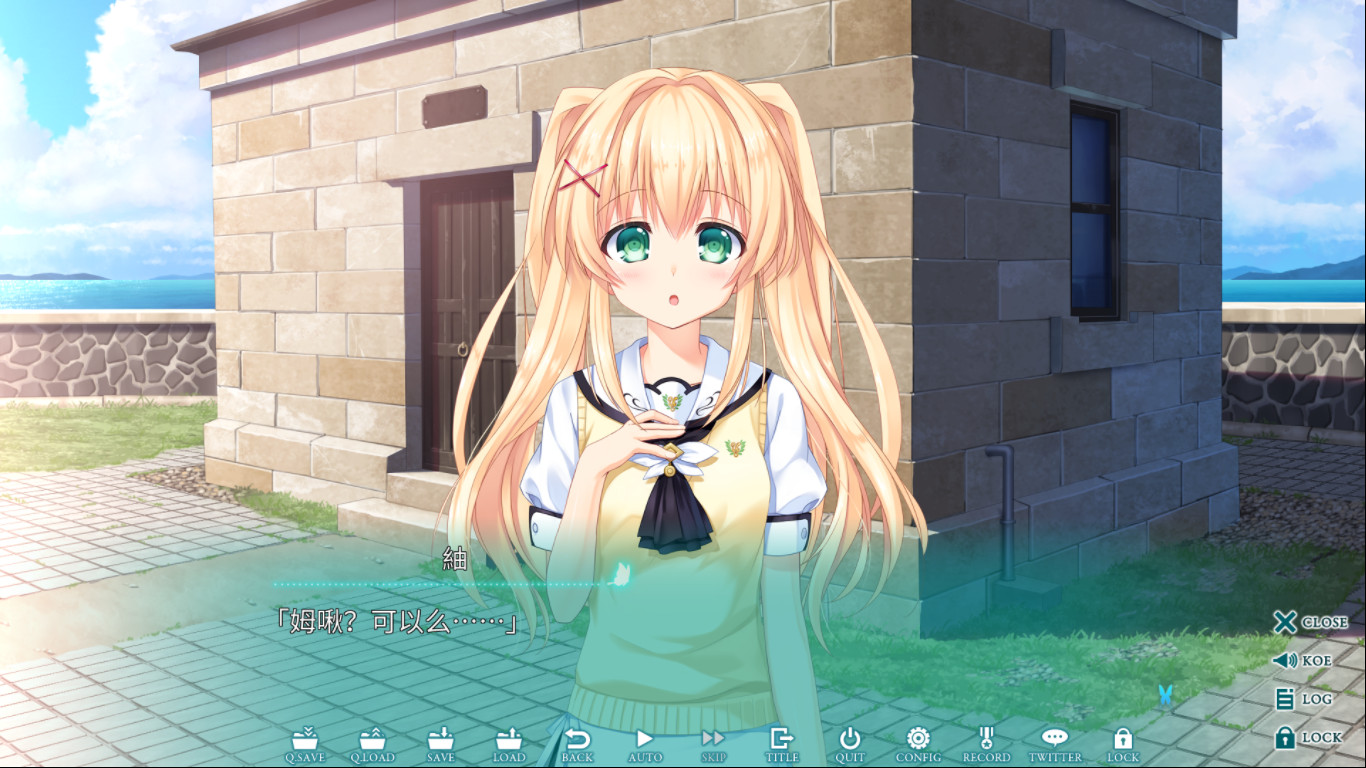 紬
「姆啾？可以么……」
CLOSE
KOE
LOG
LOCK
Q.SAVE
Q.LOAD
SAVE
LOAD
BACK
AUTO
SKIP
TITLE
QUIT
CONFIG
RECORD
TWITTER
LOCK